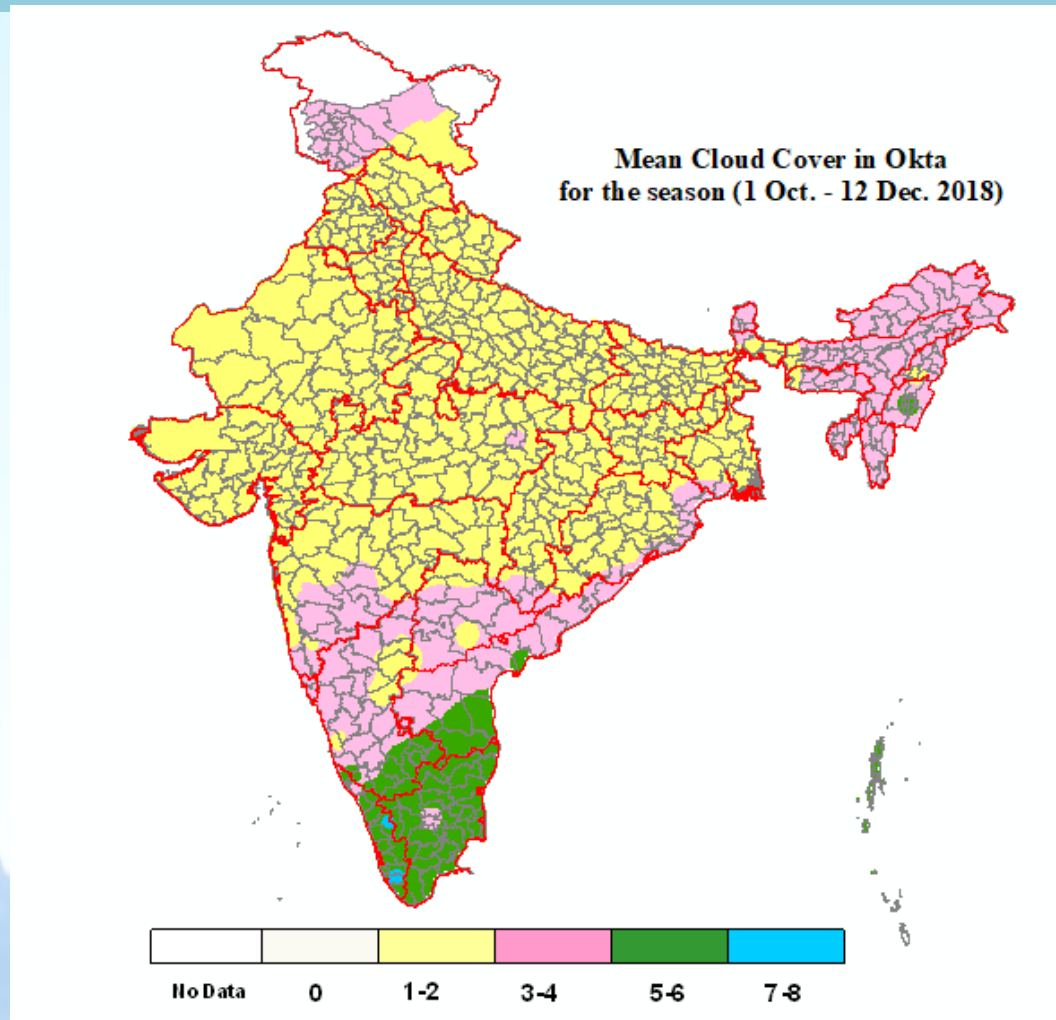 Mean Cloud Cover in Okta
for the season (1 Oct. - 12 Dec. 2018)
No Data 0 1-2 3-4 5-6 7-8